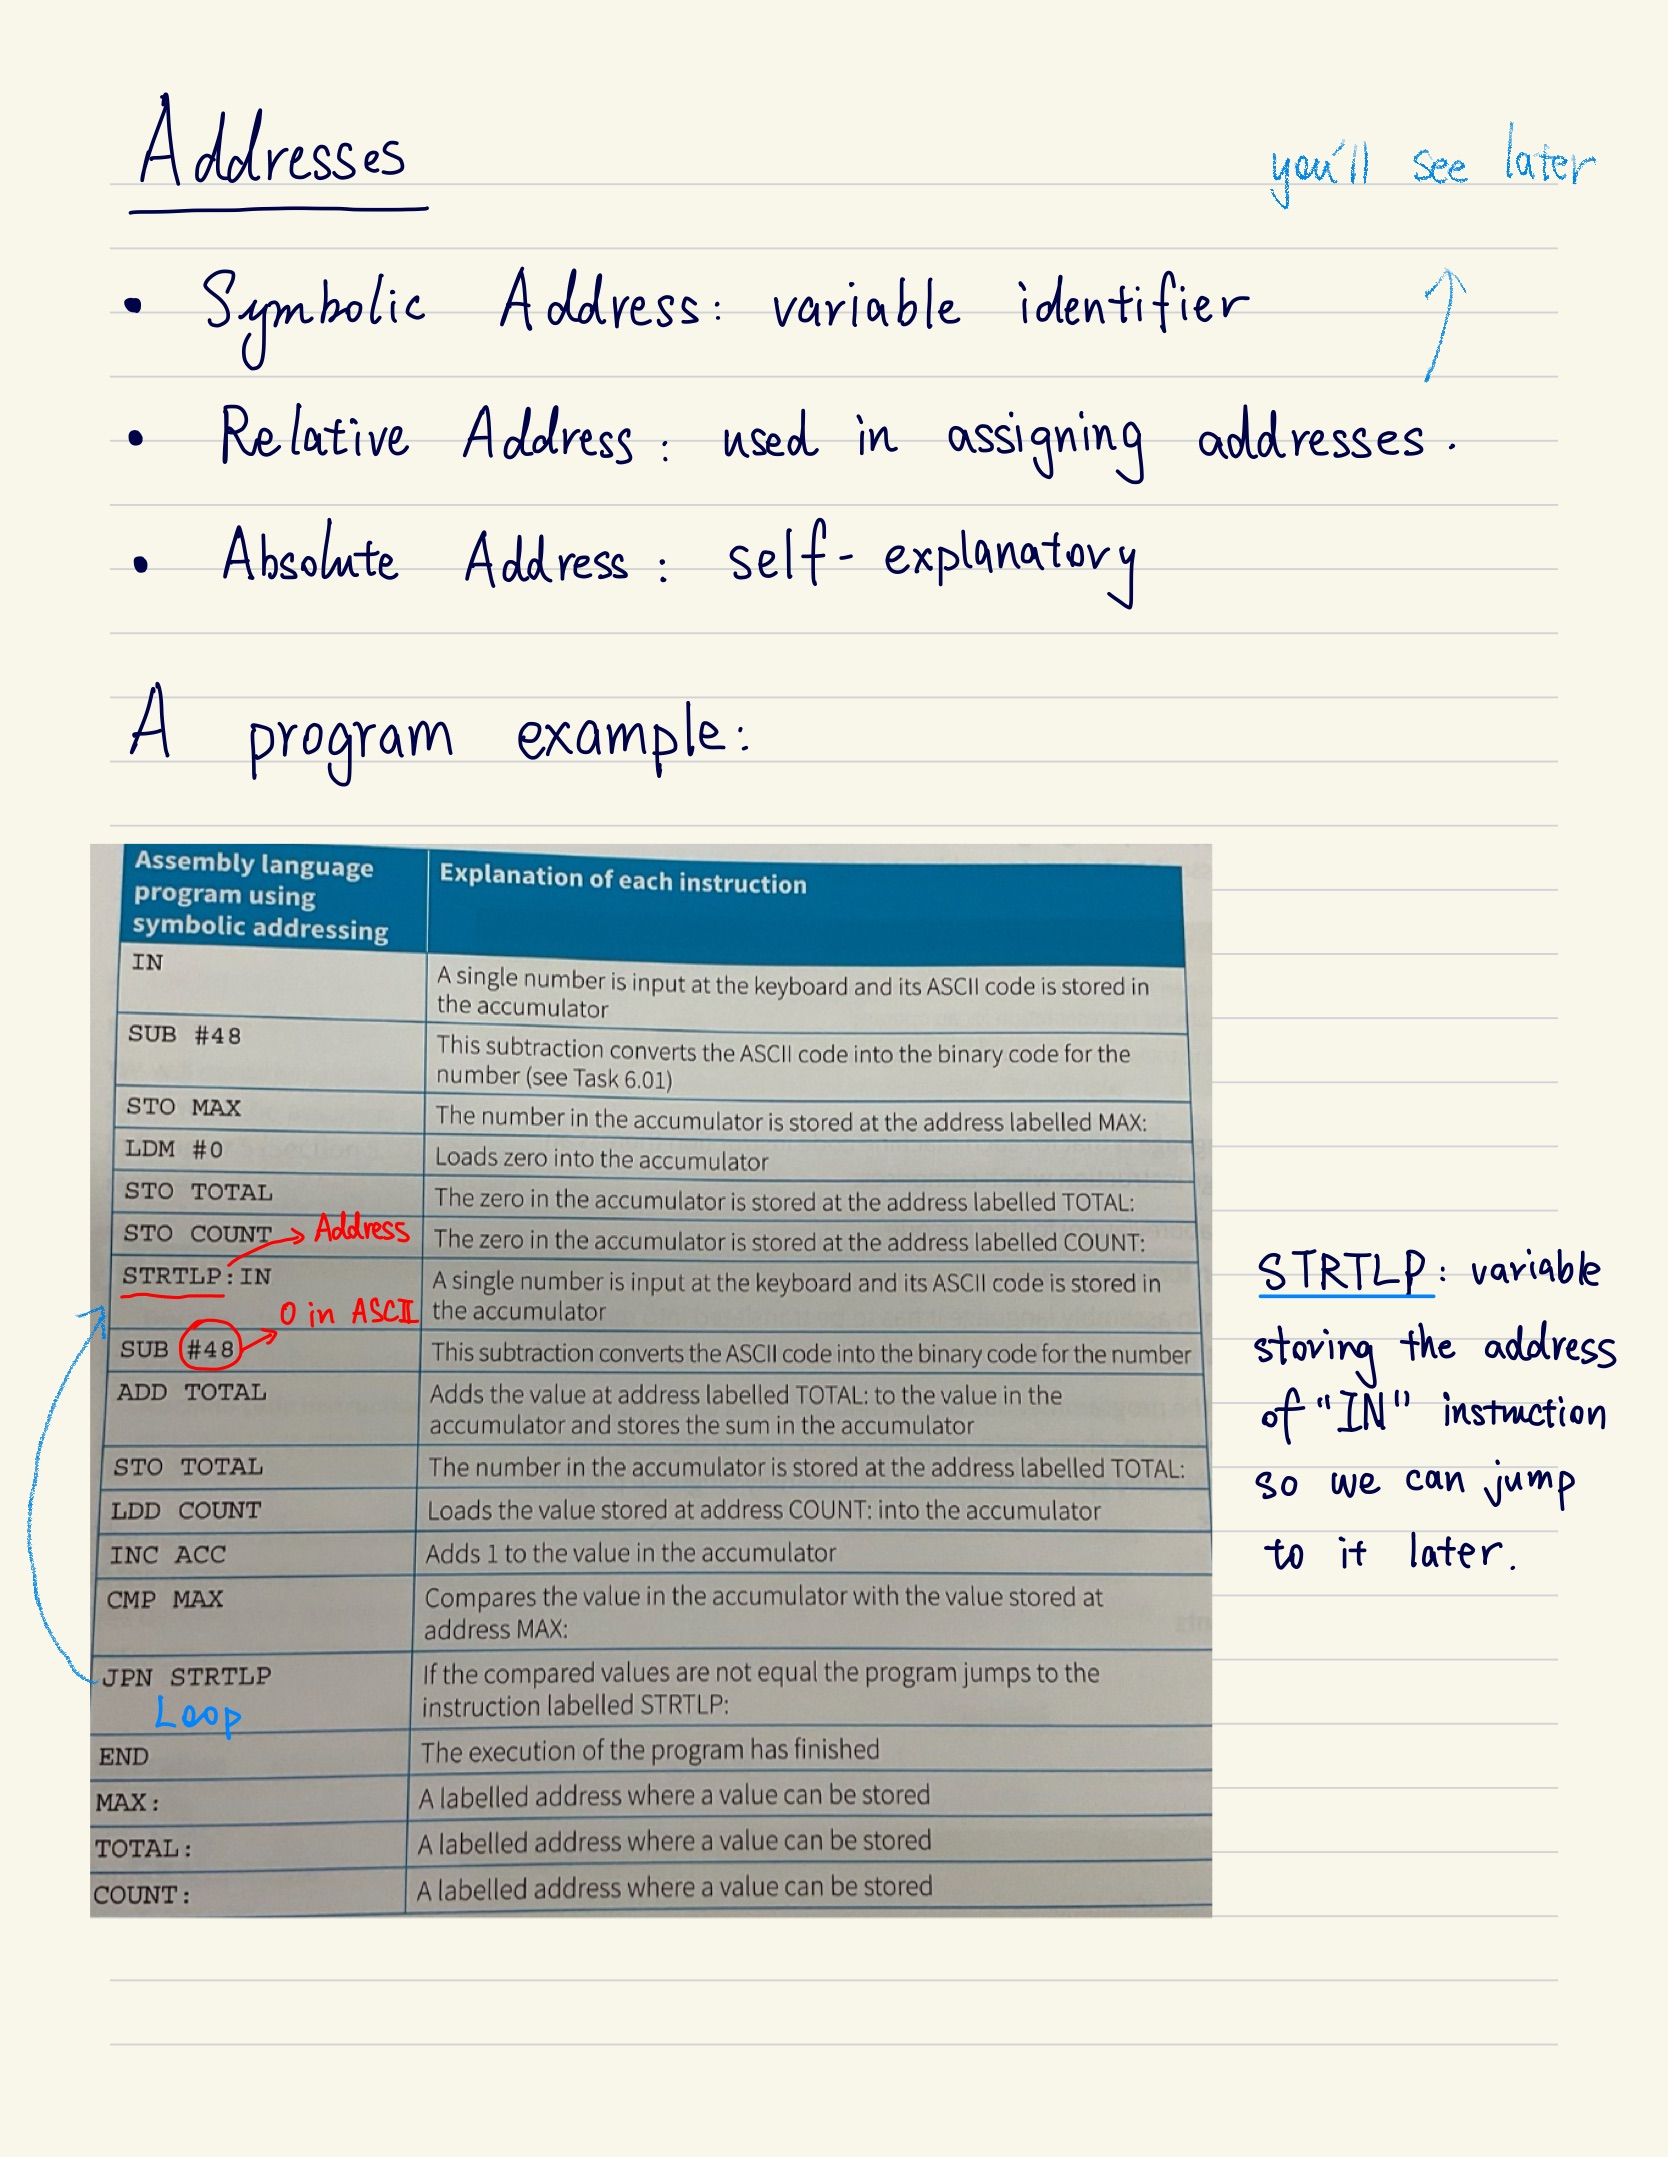 Addresses
you'll see later
• Symbolic Address: variable identifier
• Relative Address: used in assigning addresses.
• Absolute Address: self-explanatory
A program example:
Assembly language
program using
symbolic addressing
Explanation of each instruction
IN
A single number is input at the keyboard and its ASCII code is stored in
the accumulator
SUB #48
This subtraction converts the ASCII code into the binary code for the
number (see Task 6.01)
STO MAX
The number in the accumulator is stored at the address labelled MAX:
LDM #0
Loads zero into the accumulator
STO TOTAL
The zero in the accumulator is stored at the address labelled TOTAL:
STO COUNT
Address
The zero in the accumulator is stored at the address labelled COUNT:
STRTLP:IN
A single number is input at the keyboard and its ASCII code is stored in
the accumulator
0 in ASCII
SUB #48
This subtraction converts the ASCII code into the binary code for the number
ADD TOTAL
Adds the value at address labelled TOTAL: to the value in the
accumulator and stores the sum in the accumulator
STO TOTAL
The number in the accumulator is stored at the address labelled TOTAL:
LDD COUNT
Loads the value stored at address COUNT: into the accumulator
INC ACC
Adds 1 to the value in the accumulator
CMP MAX
Compares the value in the accumulator with the value stored at
address MAX:
JPN STRTLP
Loop
If the compared values are not equal the program jumps to the
instruction labelled STRTLP:
END
The execution of the program has finished
MAX:
A labelled address where a value can be stored
TOTAL:
A labelled address where a value can be stored
COUNT:
A labelled address where a value can be stored
STRTLP: variable
storing the address
of "IN" instruction
so we can jump
to it later.